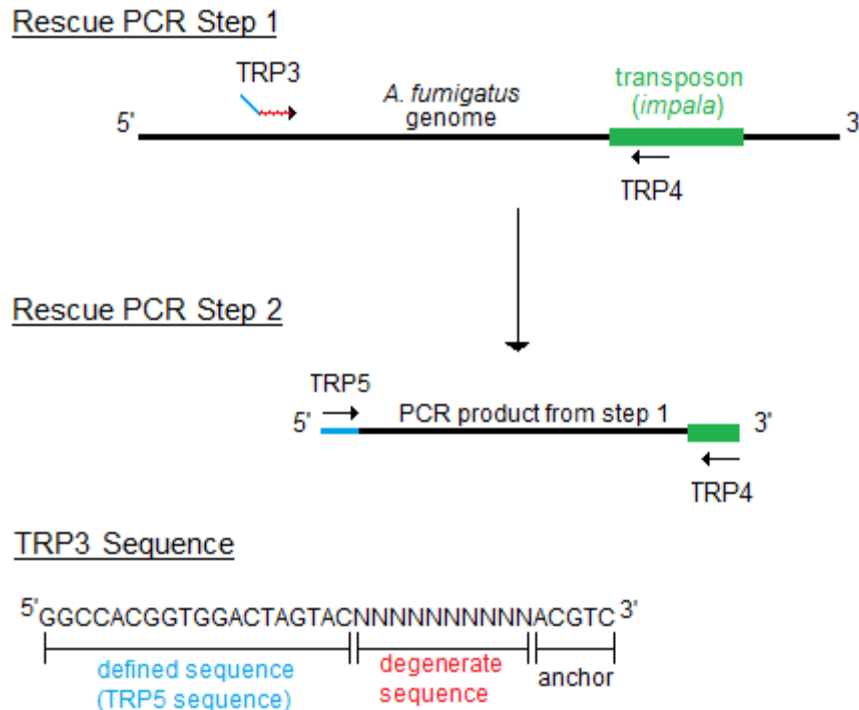 Rescue PCR Step 1
TRP3
A. fumigatus
genome
transposon
(impala)
5'
3
TRP4
Rescue PCR Step 2
TRP5
5'
PCR product from step 1
3'
TRP4
TRP3 Sequence
5'GGCCACGGTGGACTAGTACNNNNNNNNNNACGTC3'
defined sequence
(TRP5 sequence)
degenerate
sequence
anchor